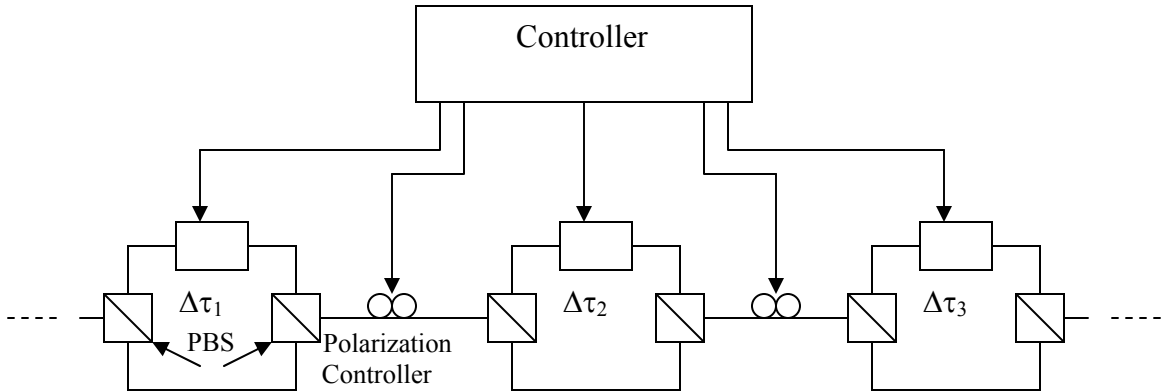 Controller
Δτ1
Δτ2
Δτ3
PBS
Polarization
Controller